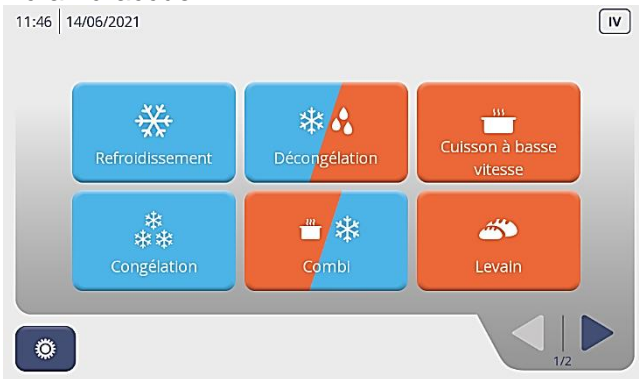 11:46 14/06/2021
IV
Refroidissement
Décongélation
Cuisson à basse
vitesse
Congélation
Combi
Levain
1/2